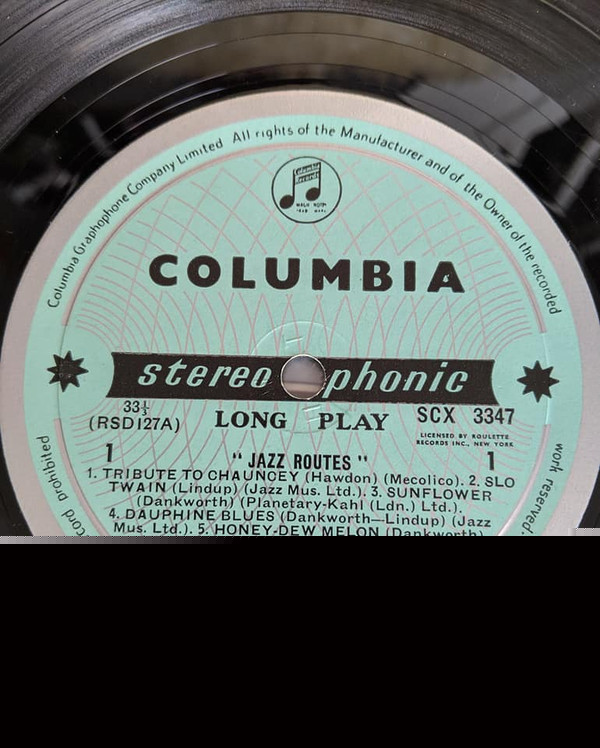 Columbia Graphophone Company Limited All rights of the Manufacturer and of the Owner of the recorded
work reserved.
cord prohibited
Columbia
Records
COLUMBIA
stereophonic
33⅓
(RSD127A)
LONG PLAY
SCX 3347
LICENSED BY ROULETTE
RECORDS INC., NEW YORK
1
"JAZZ ROUTES"
1
1. TRIBUTE TO CHAUNCEY (Hawdon) (Mecolico). 2. SLO
TWAIN (Lindup) (Jazz Mus. Ltd.). 3. SUNFLOWER
(Dankworth) (Planetary-Kahl (Ldn.) Ltd.).
4. DAUPHINE BLUES (Dankworth—Lindup) (Jazz
Mus. Ltd.). 5. HONEY-DEW MELON (Dankworth)